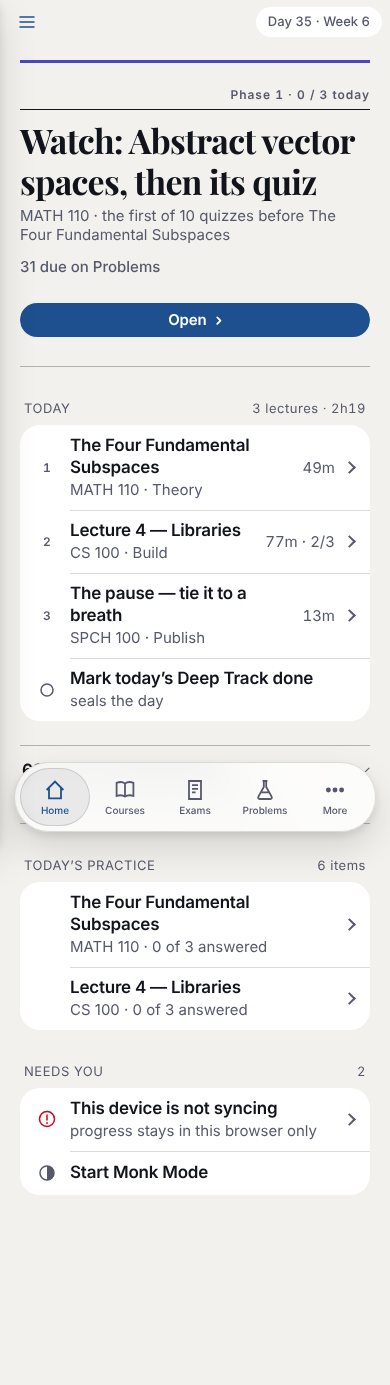 Day 35 · Week 6
Phase 1 · 0 / 3 today
Watch: Abstract vector
spaces, then its quiz
MATH 110 · the first of 10 quizzes before The
Four Fundamental Subspaces
31 due on Problems
Open
TODAY
3 lectures · 2h19
The Four Fundamental
Subspaces
1
49m
MATH 110 · Theory
Lecture 4 — Libraries
2
77m · 2/3
CS 100 · Build
The pause — tie it to a
breath
3
13m
SPCH 100 · Publish
Mark today’s Deep Track done
seals the day
Home
Courses
Exams
Problems
More
TODAY’S PRACTICE
6 items
The Four Fundamental
Subspaces
MATH 110 · 0 of 3 answered
Lecture 4 — Libraries
CS 100 · 0 of 3 answered
NEEDS YOU
2
This device is not syncing
progress stays in this browser only
Start Monk Mode